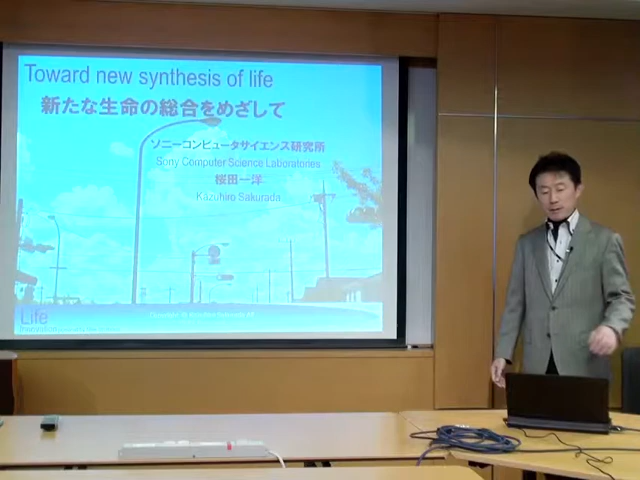 Toward new synthesis of life
新たな生命の総合をめざして
ソニーコンピュータサイエンス研究所
Sony Computer Science Laboratories
桜田一洋
Kazuhiro Sakurada
Life